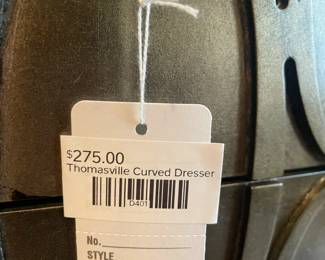 $275.00
Thomasville Curved Dresser
D401
No.
STYLE